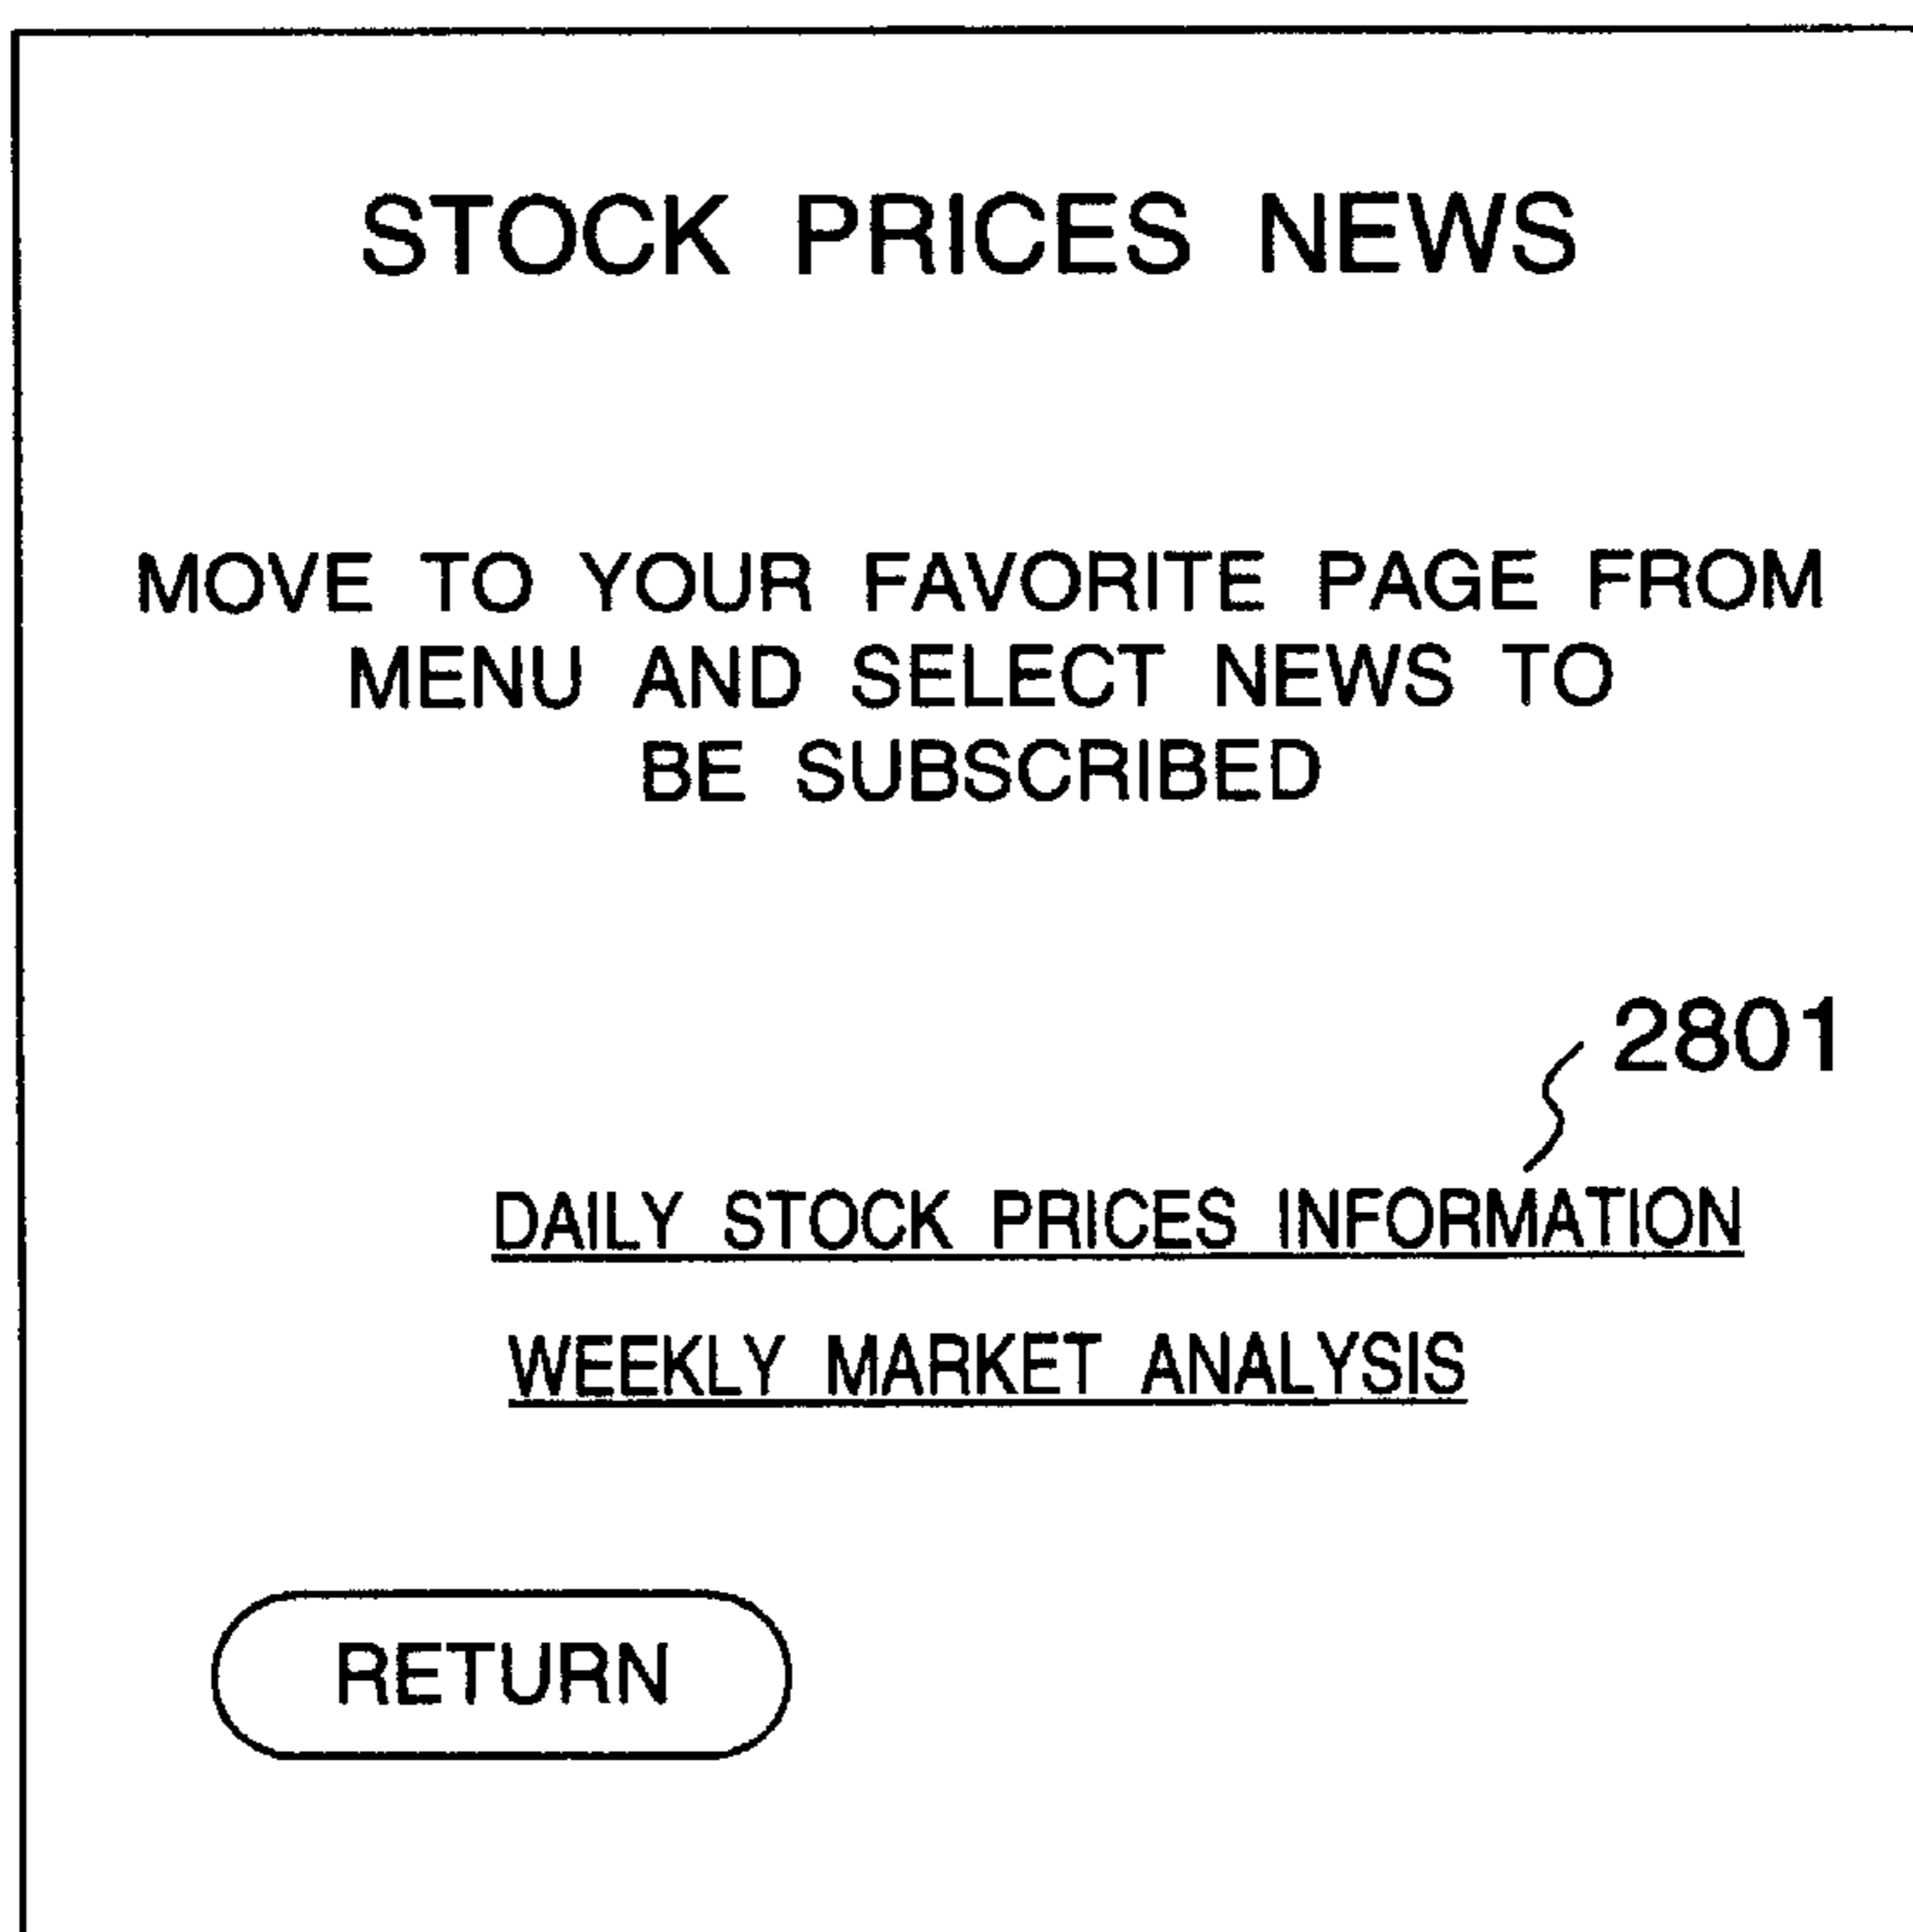 STOCK PRICES NEWS
MOVE TO YOUR FAVORITE PAGE FROM
MENU AND SELECT NEWS TO
BE SUBSCRIBED
2801
DAILY STOCK PRICES INFORMATION
WEEKLY MARKET ANALYSIS
RETURN